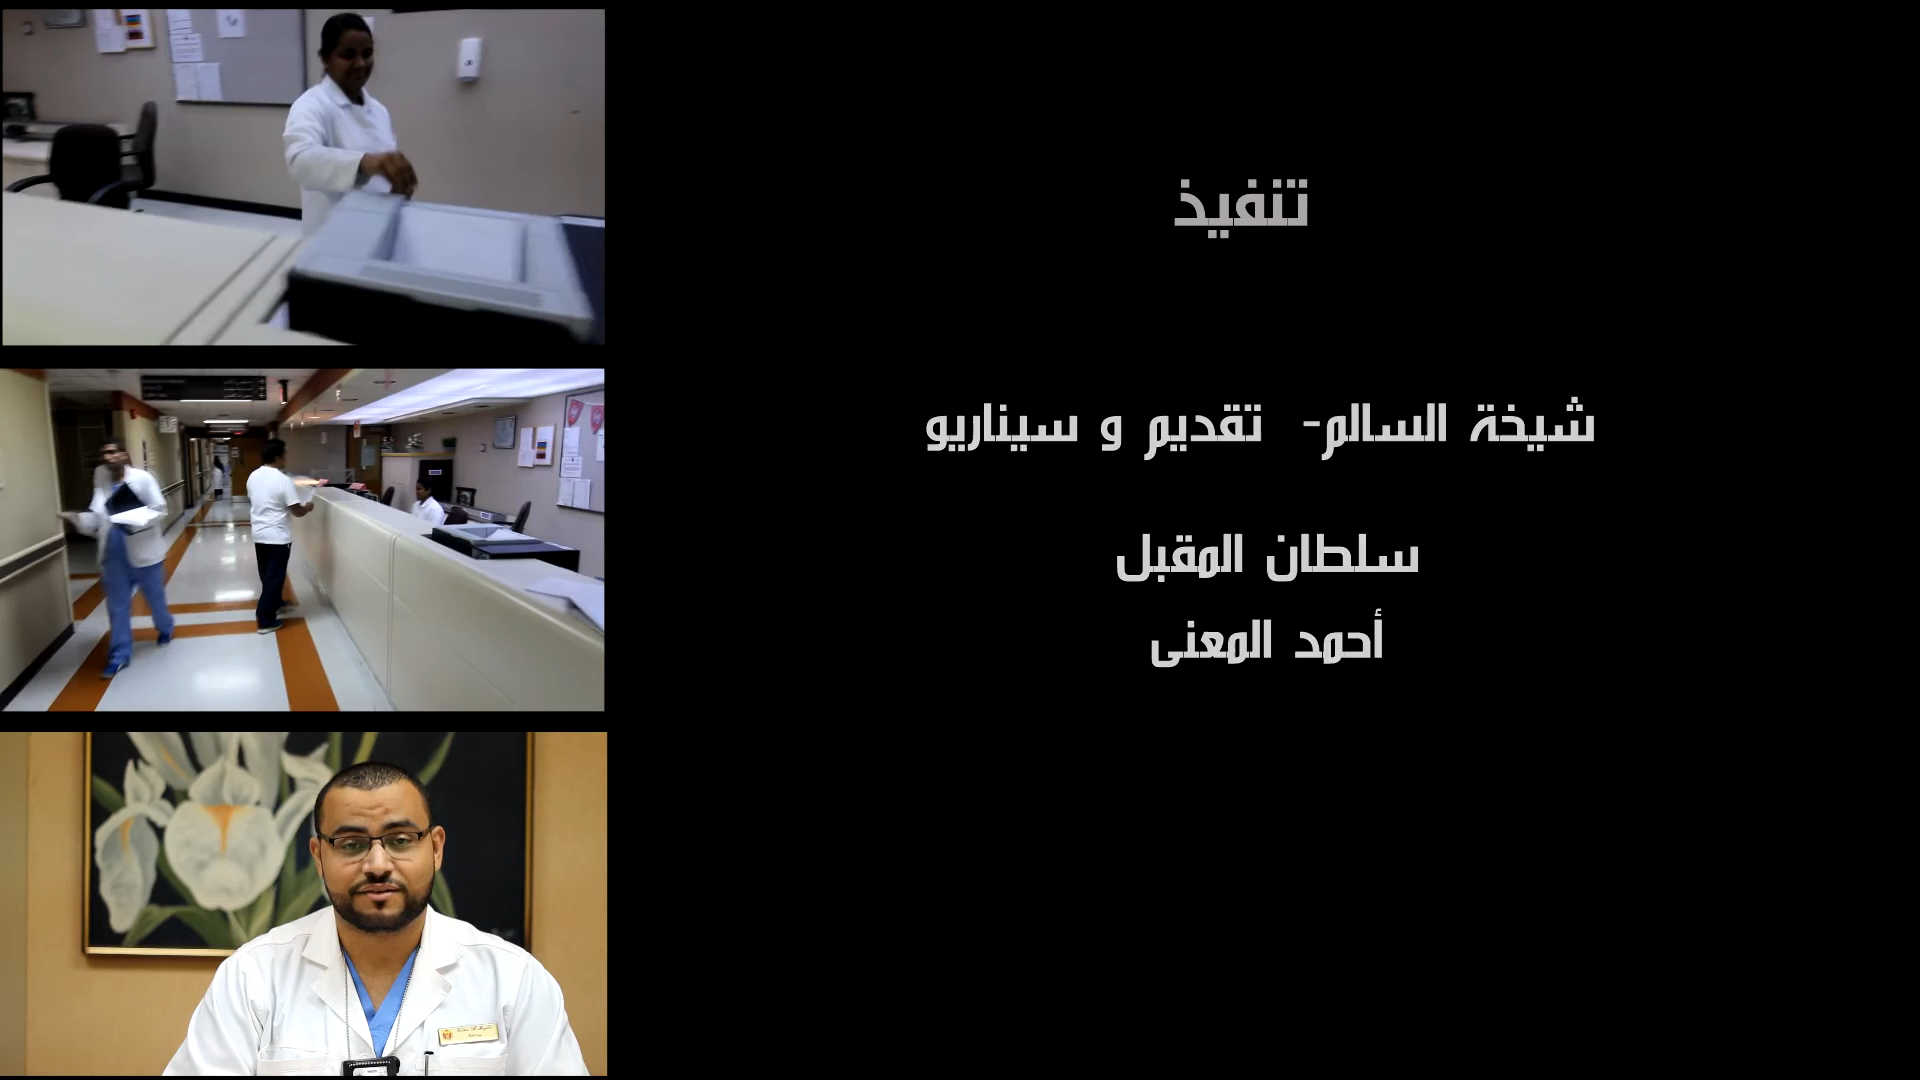 تنفيذ
شيخة السالم- تقديم و سيناريو
سلطان المقبل
أحمد المعنى